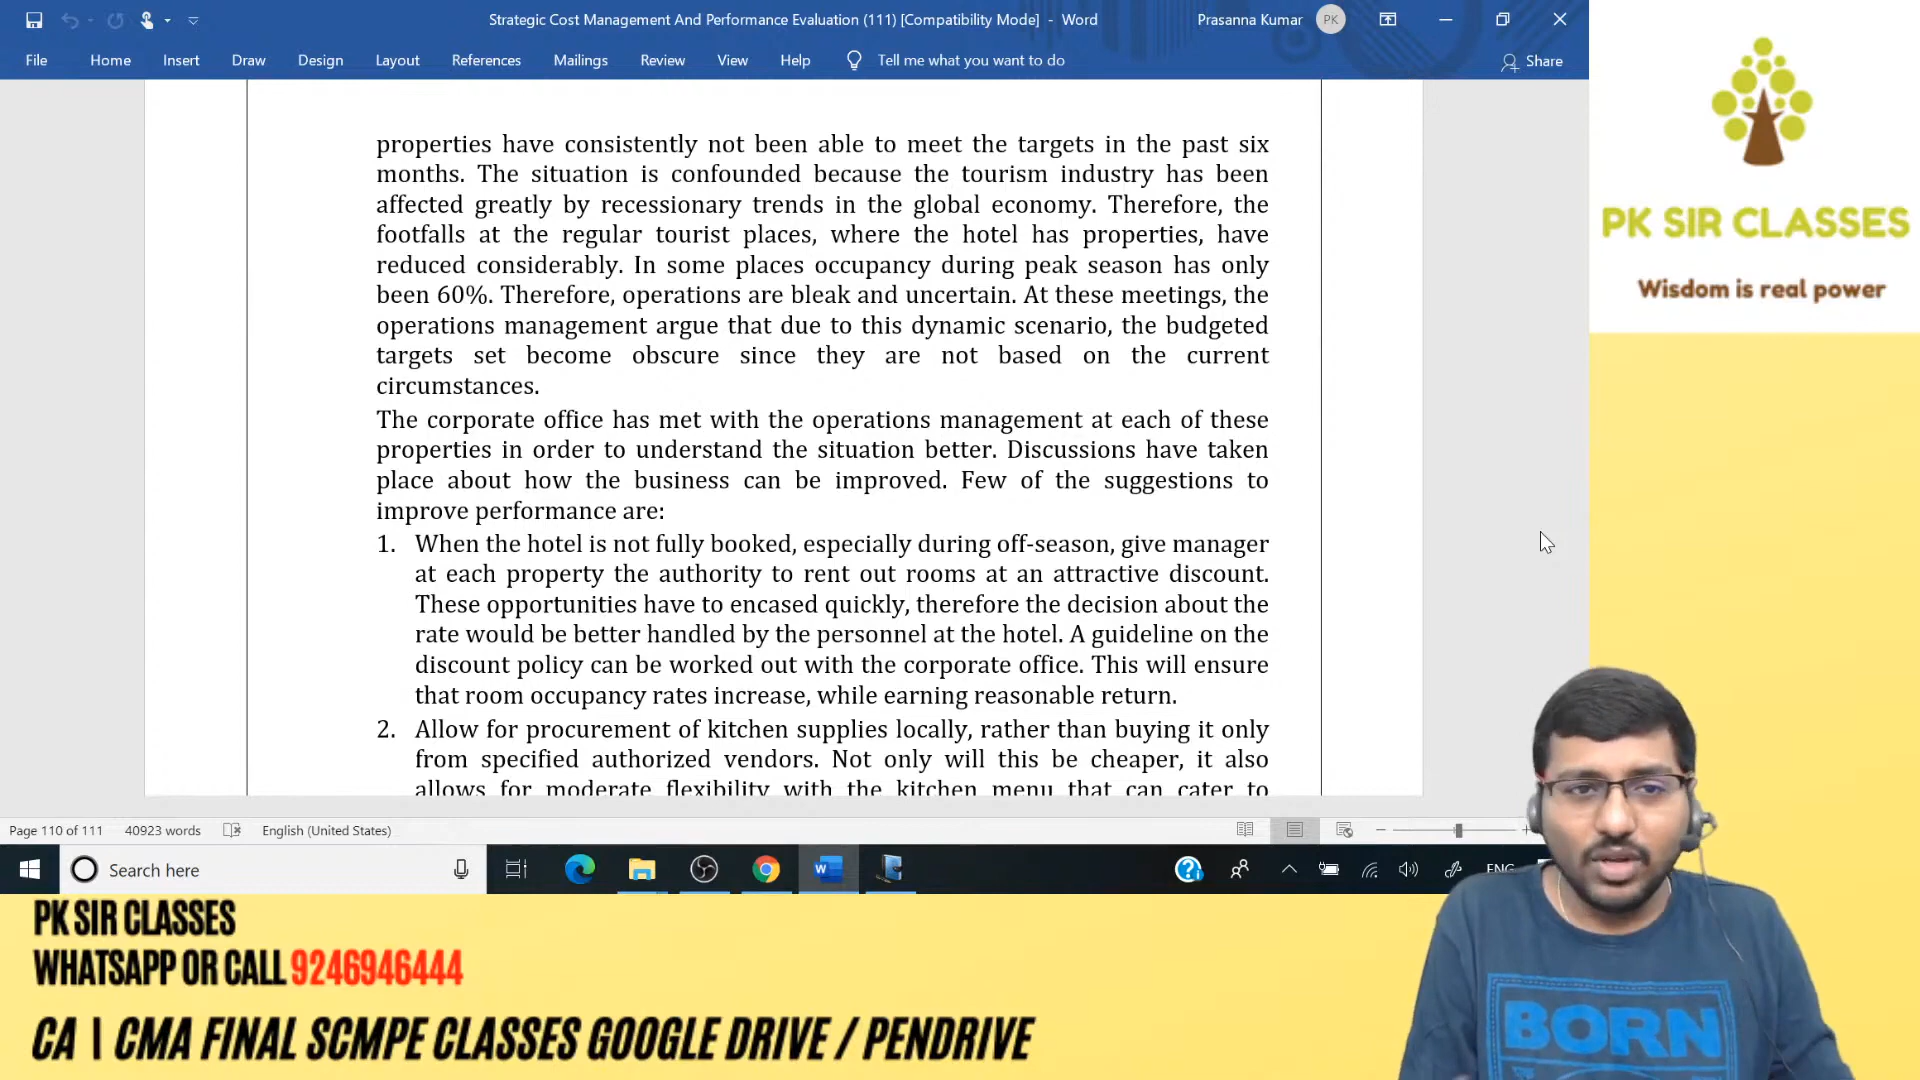 Strategic Cost Management And Performance Evaluation (111) [Compatibility Mode] - Word
Prasanna Kumar
PK
File Home Insert Draw Design Layout References Mailings Review View Help Tell me what you want to do
Share
properties have consistently not been able to meet the targets in the past six
months. The situation is confounded because the tourism industry has been
affected greatly by recessionary trends in the global economy. Therefore, the
footfalls at the regular tourist places, where the hotel has properties, have
reduced considerably. In some places occupancy during peak season has only
been 60%. Therefore, operations are bleak and uncertain. At these meetings, the
operations management argue that due to this dynamic scenario, the budgeted
targets set become obscure since they are not based on the current
circumstances.
The corporate office has met with the operations management at each of these
properties in order to understand the situation better. Discussions have taken
place about how the business can be improved. Few of the suggestions to
improve performance are:
1. When the hotel is not fully booked, especially during off-season, give manager
at each property the authority to rent out rooms at an attractive discount.
These opportunities have to encased quickly, therefore the decision about the
rate would be better handled by the personnel at the hotel. A guideline on the
discount policy can be worked out with the corporate office. This will ensure
that room occupancy rates increase, while earning reasonable return.
2. Allow for procurement of kitchen supplies locally, rather than buying it only
from specified authorized vendors. Not only will this be cheaper, it also
allows for moderate flexibility with the kitchen menu that can cater to
Page 110 of 111 40923 words English (United States)
Search here
ENG
PK SIR CLASSES
Wisdom is real power
PK SIR CLASSES
WHATSAPP OR CALL 9246946444
CA \ CMA FINAL SCMPE CLASSES GOOGLE DRIVE / PENDRIVE
BORN